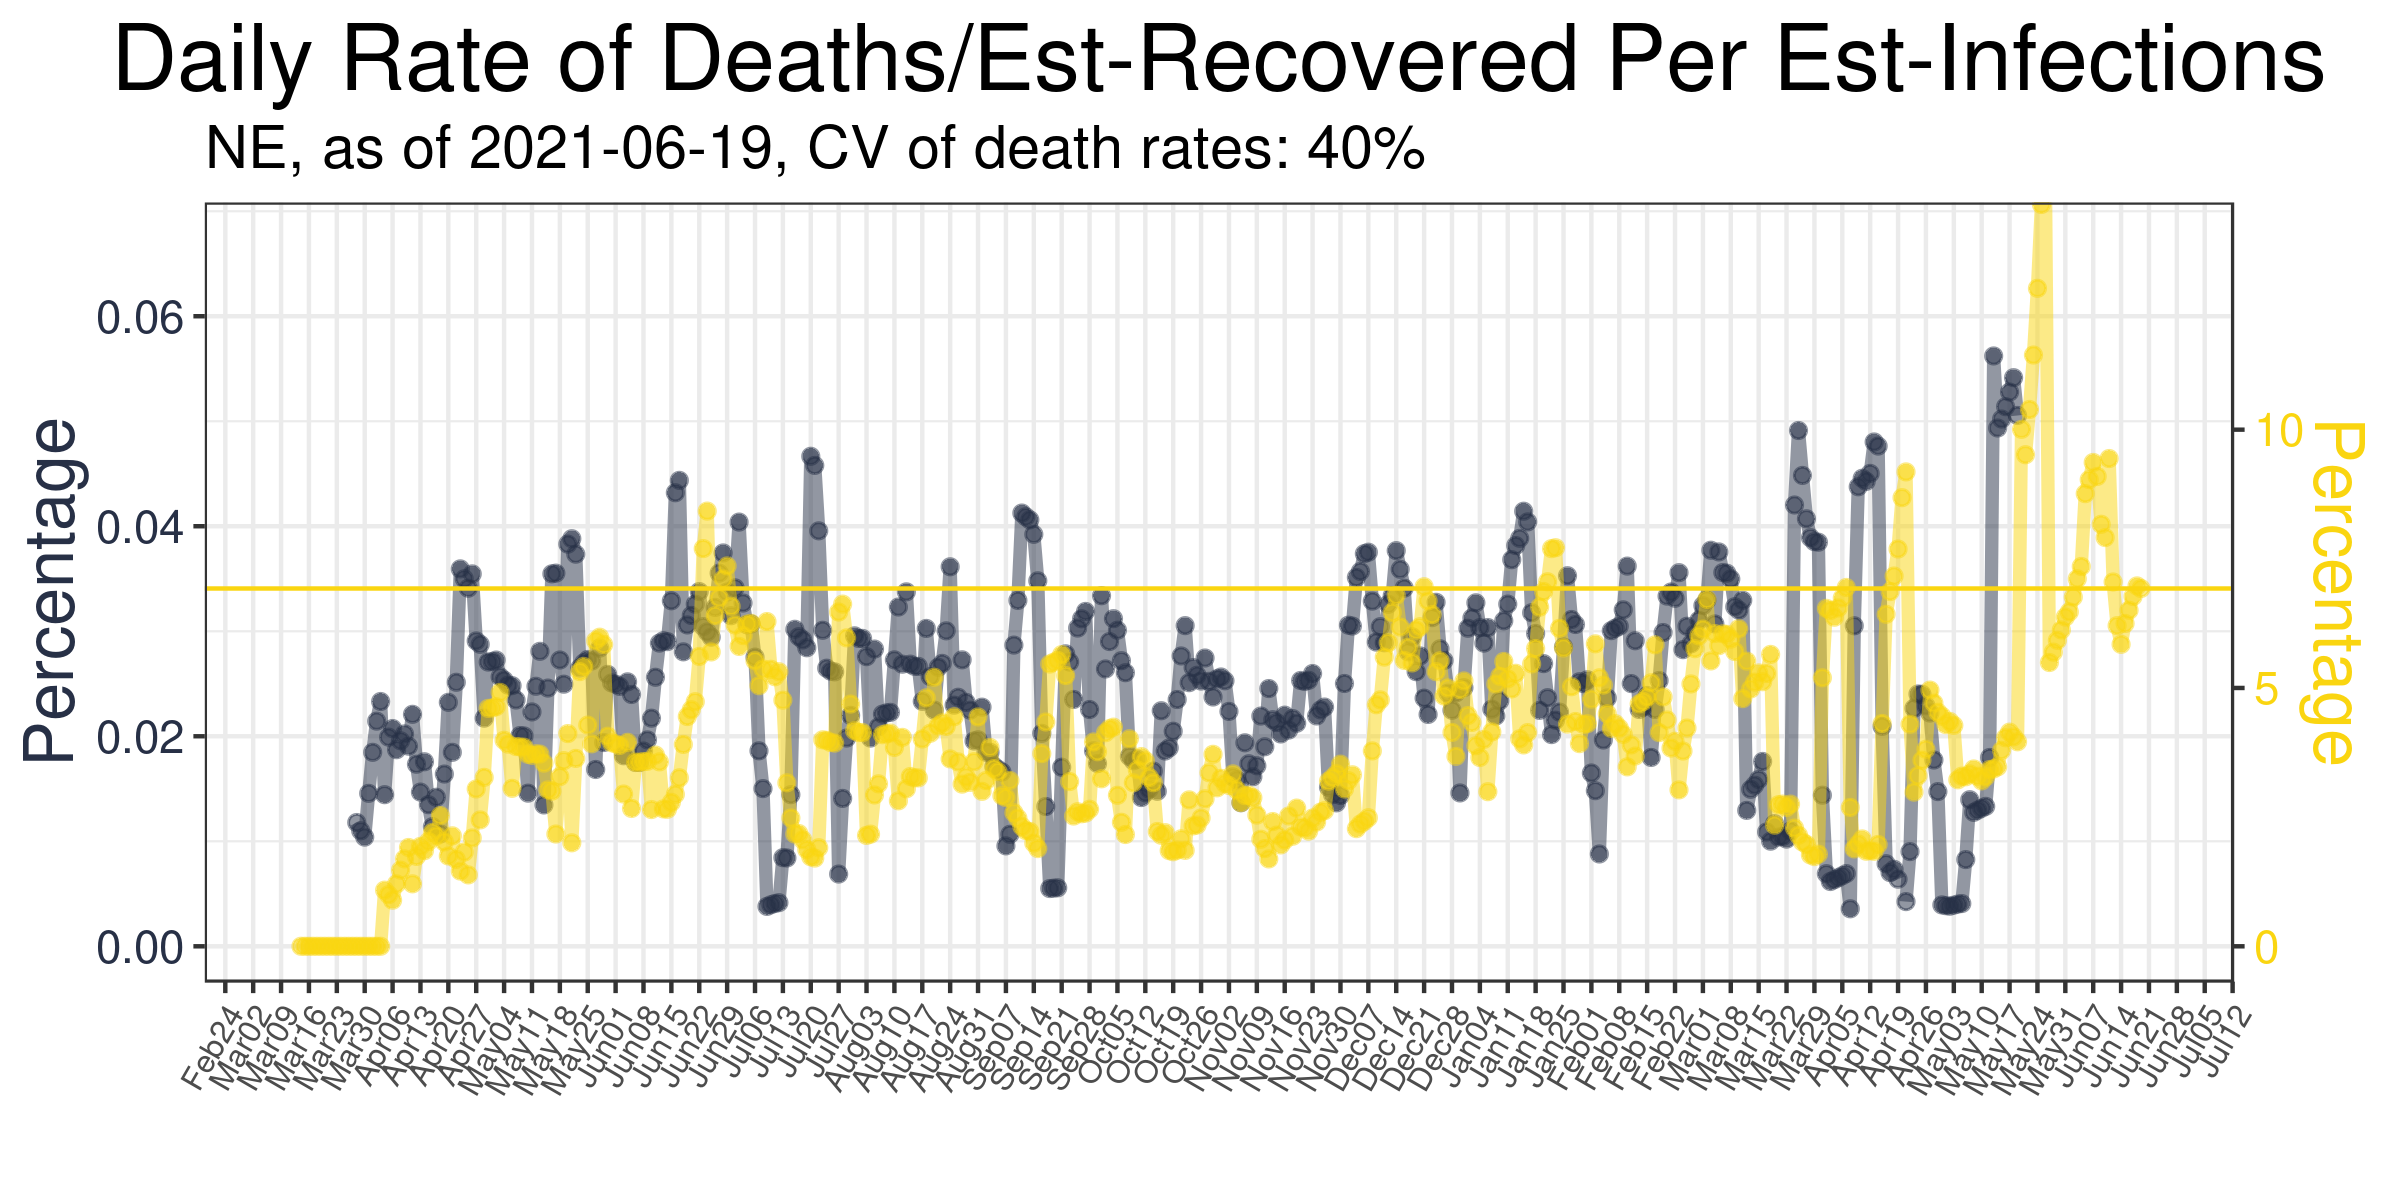 Daily Rate of Deaths/Est-Recovered Per Est-Infections
NE, as of 2021-06-19, CV of death rates: 40%
Percentage
0.06
0.04
0.02
0.00
10
5
0
Percentage
Feb24
Mar02
Mar09
Mar16
Mar23
Mar30
Apr06
Apr13
Apr20
Apr27
May04
May11
May18
May25
Jun01
Jun08
Jun15
Jun22
Jun29
Jul06
Jul13
Jul20
Jul27
Aug03
Aug10
Aug17
Aug24
Aug31
Sep07
Sep14
Sep21
Sep28
Oct05
Oct12
Oct19
Oct26
Nov02
Nov09
Nov16
Nov23
Nov30
Dec07
Dec14
Dec21
Dec28
Jan04
Jan11
Jan18
Jan25
Feb01
Feb08
Feb15
Feb22
Mar01
Mar08
Mar15
Mar22
Mar29
Apr05
Apr12
Apr19
Apr26
May03
May10
May17
May24
May31
Jun07
Jun14
Jun21
Jun28
Jul05
Jul12